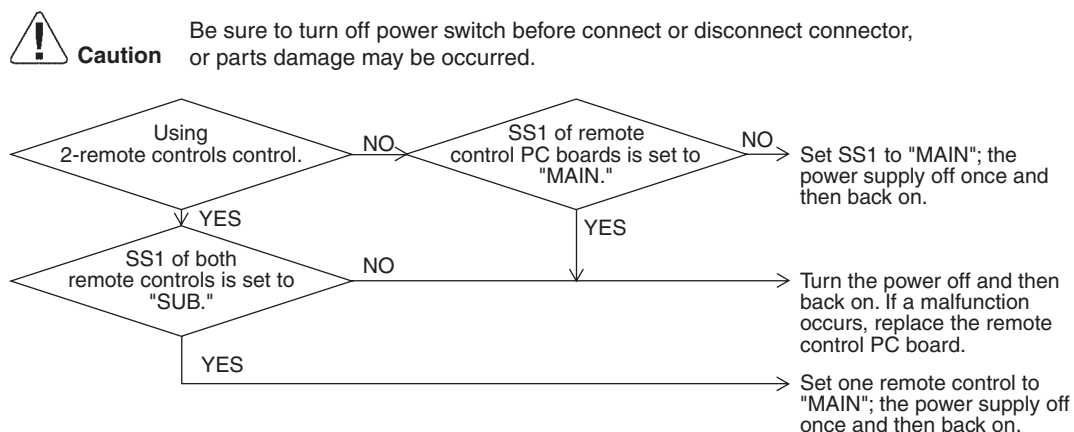 Be sure to turn off power switch before connect or disconnect connector,
Caution or parts damage may be occurred.
Using
2-remote controls control.
NO
SS1 of remote
control PC boards is set to
"MAIN."
NO
Set SS1 to "MAIN"; the
power supply off once and
then back on.
YES
YES
SS1 of both
remote controls is set to
"SUB."
NO
Turn the power off and then
back on. If a malfunction
occurs, replace the remote
control PC board.
YES
Set one remote control to
"MAIN"; the power supply off
once and then back on.